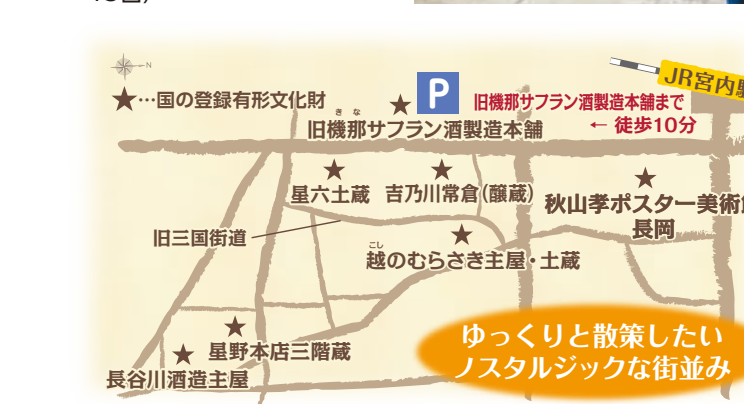 N
★…国の登録有形文化財
P
JR宮内駅
旧機那サフラン酒製造本舗まで
← 徒歩10分
きな
旧機那サフラン酒製造本舗
星六土蔵
吉乃川常倉(醸蔵)
秋山孝ポスター美術館
長岡
旧三国街道
こし
越のむらさき主屋・土蔵
星野本店三階蔵
長谷川酒造主屋
ゆっくりと散策したい
ノスタルジックな街並み